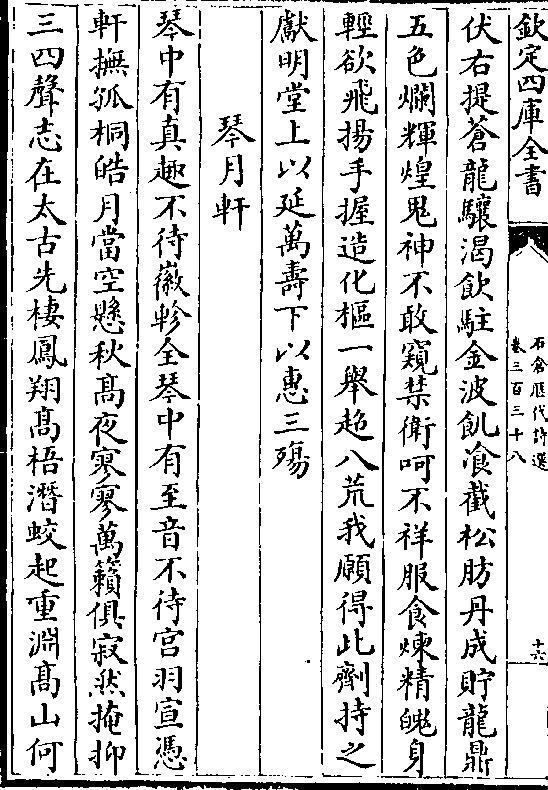 欽定四庫全書
石倉歷代詩選
卷三百三十八
十六
伏右提蒼龍驤渴飲駐金波飢飡截松肪丹成貯龍鼎
五色爛輝煌鬼神不敢窺禁衛呵不祥服食煉精魄身
輕欲飛揚手握造化樞一舉超八荒我願得此劑持之
獻明堂上以延萬壽下以惠三殤
琴月軒
琴中有真趣不待徽軫全琴中有至音不待宫羽宣憑
軒撫孤桐皓月當空懸秋髙夜寥寥萬籟俱寂然掩抑
三四聲志在太古先棲鳳翔髙梧潛蛟起重淵髙山何